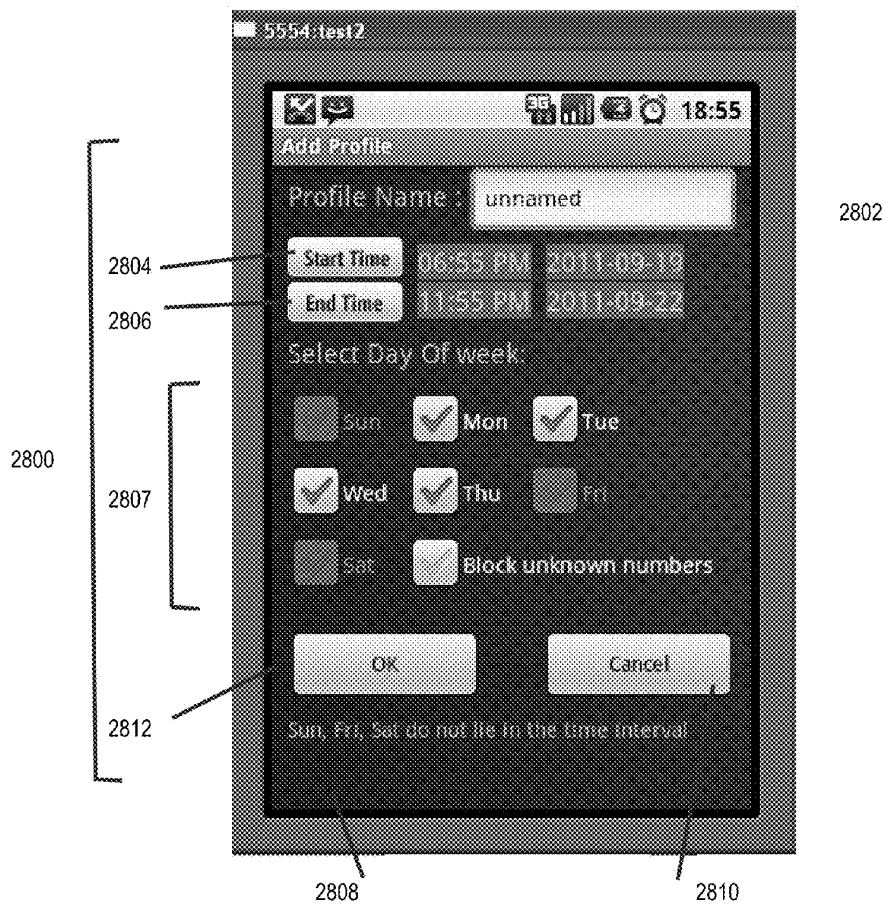 5554:test2
3G 18:55
Add Profile
Profile Name : unnamed
2802
2804
Start Time 06:55 PM 2011-09-19
2806
End Time 11:55 PM 2011-09-22
Select Day Of week:
Sun Mon Tue
2800
2807
Wed Thu Fri
Sat Block unknown numbers
OK Cancel
2812
Sun, Fri, Sat do not lie in the time interval
2808
2810